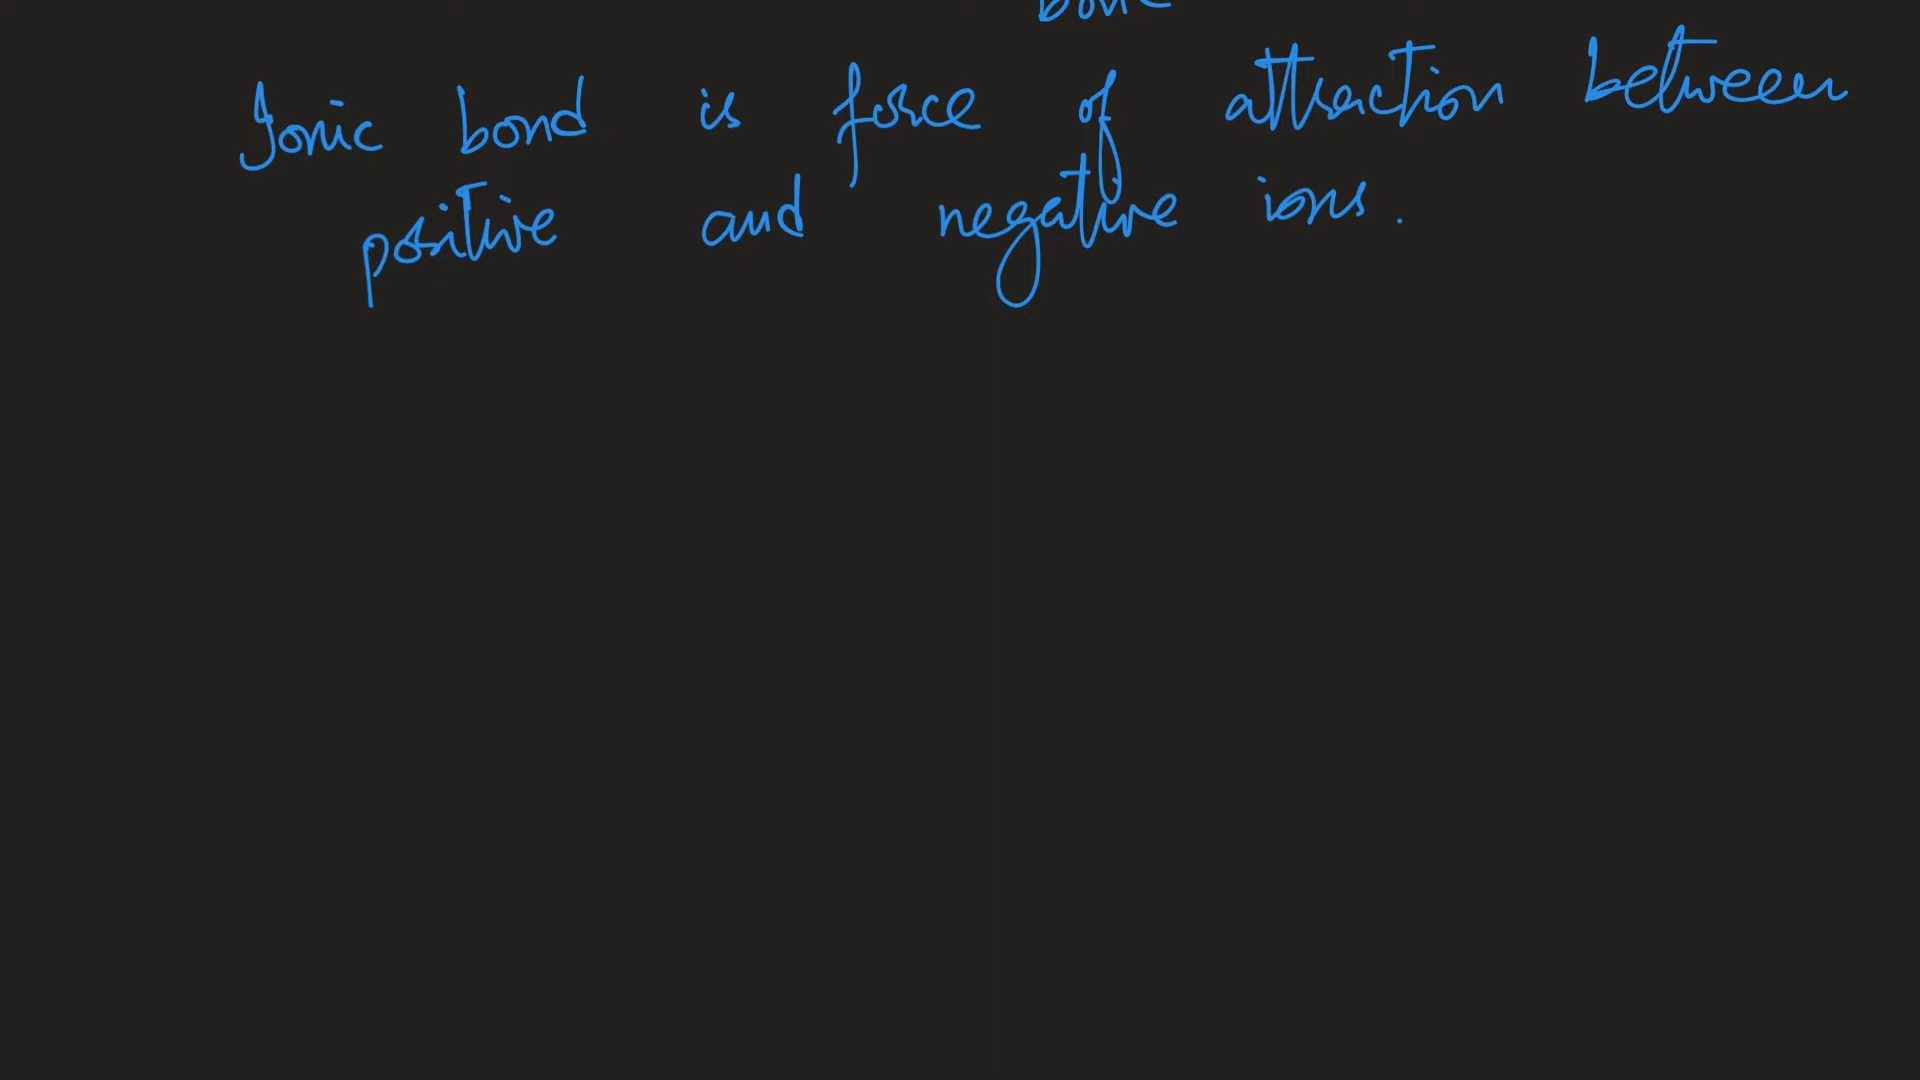 Ionic bond is force of attraction between
positive and negative ions.